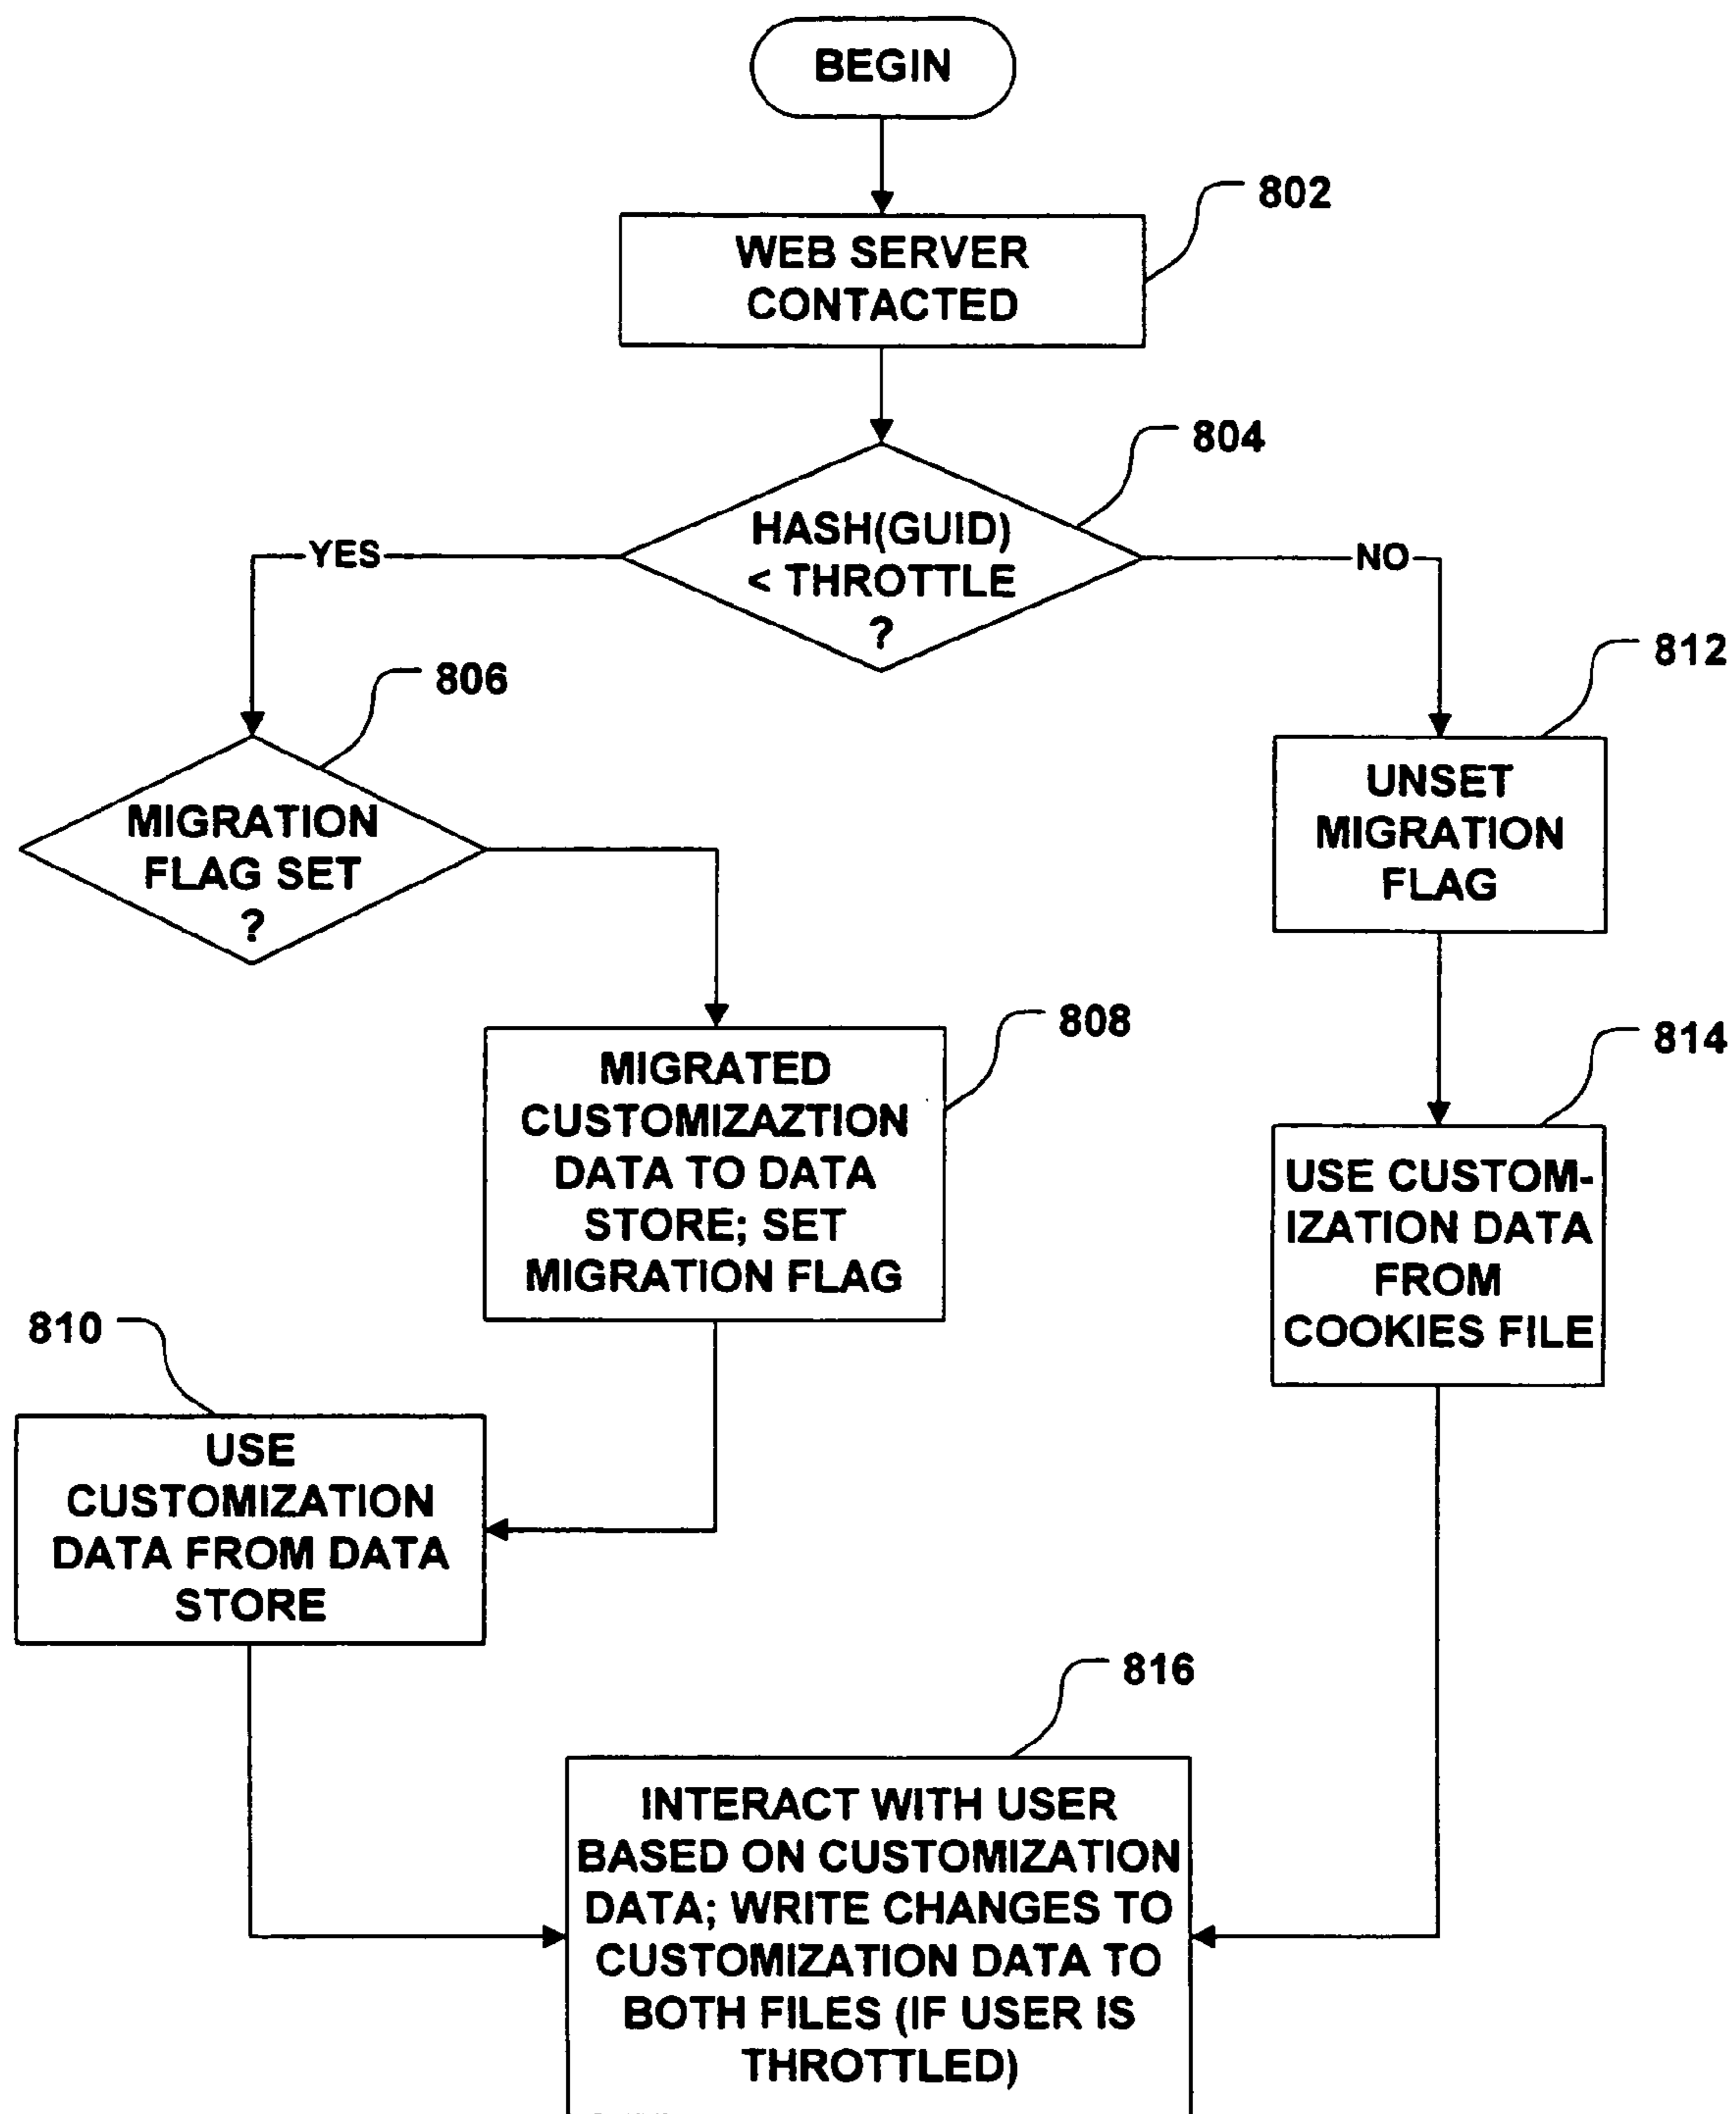 BEGIN
802
WEB SERVER
CONTACTED
804
HASH(GUID)
< THROTTLE
?
YES
NO
806
812
MIGRATION
FLAG SET
?
UNSET
MIGRATION
FLAG
808
814
MIGRATED
CUSTOMIZAZTION
DATA TO DATA
STORE; SET
MIGRATION FLAG
USE CUSTOM-
IZATION DATA
FROM
COOKIES FILE
810
USE
CUSTOMIZATION
DATA FROM DATA
STORE
816
INTERACT WITH USER
BASED ON CUSTOMIZATION
DATA; WRITE CHANGES TO
CUSTOMIZATION DATA TO
BOTH FILES (IF USER IS
THROTTLED)